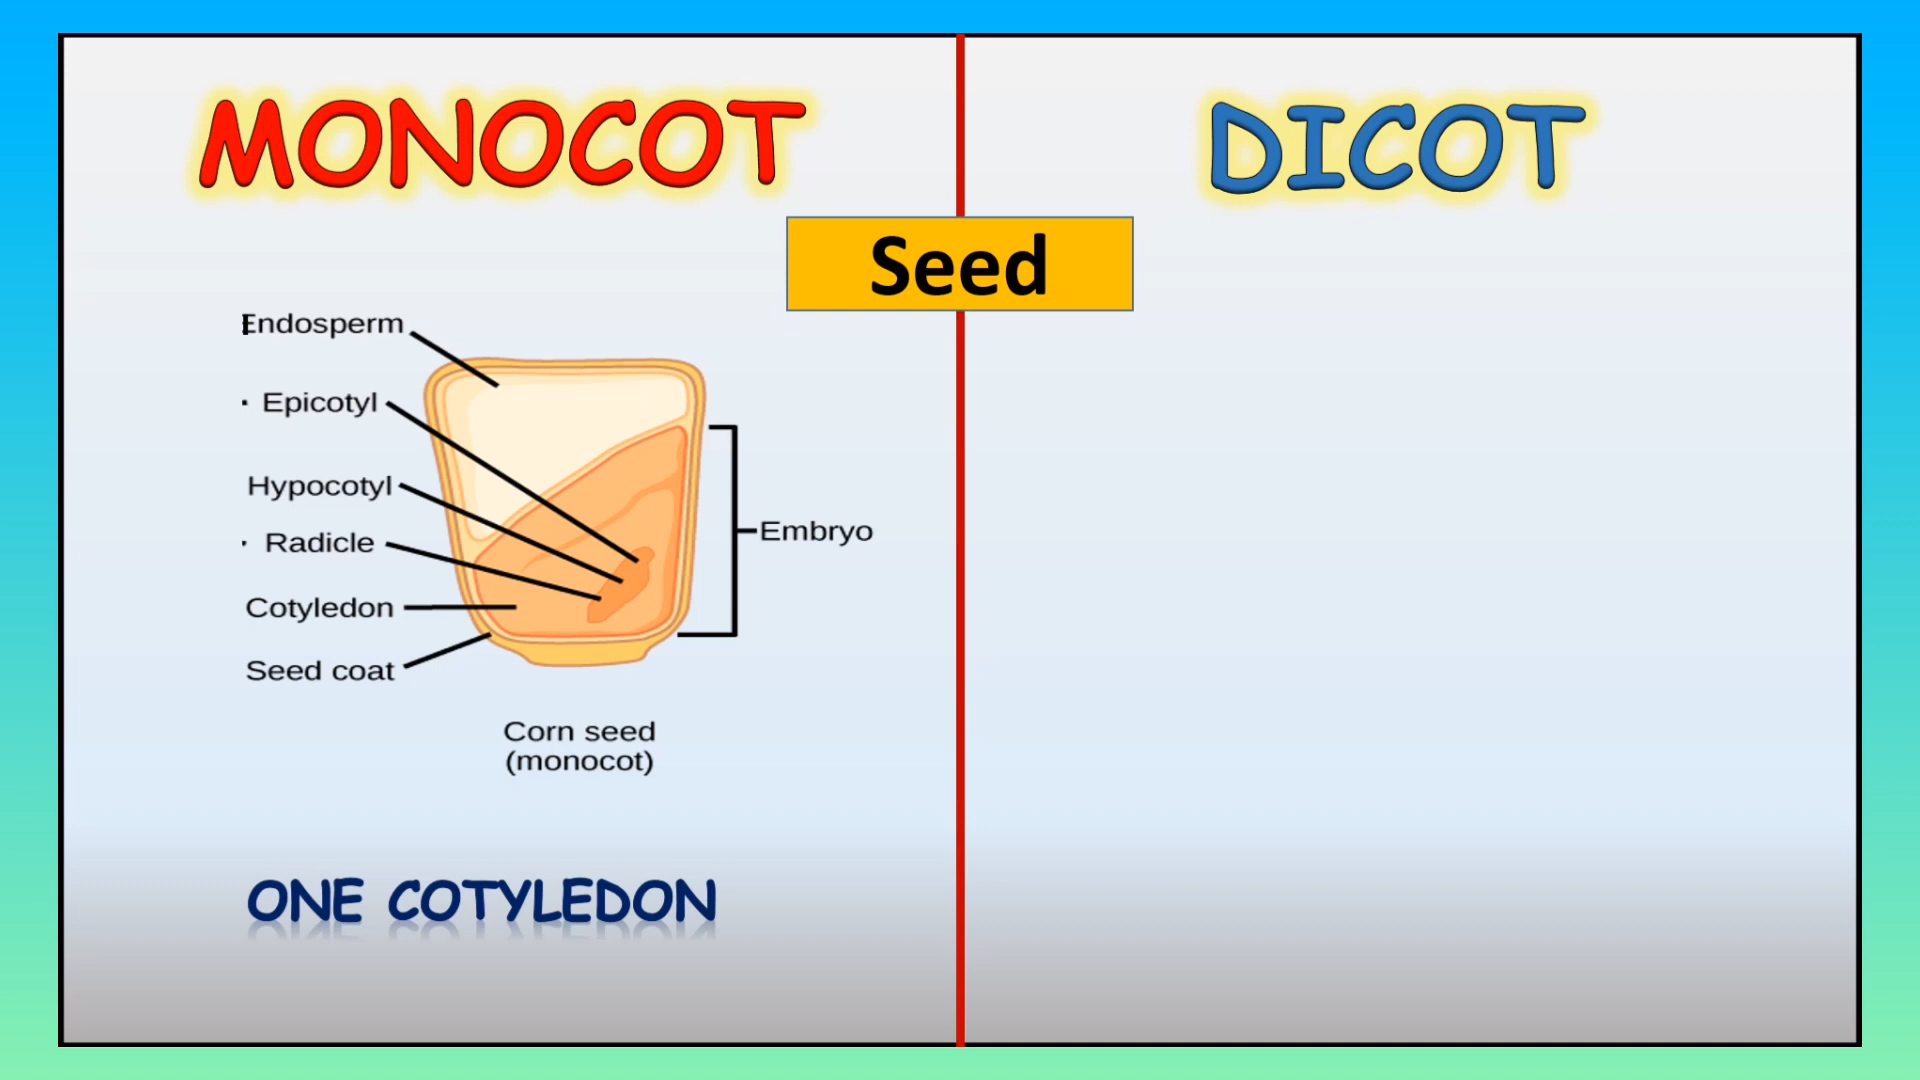 MONOCOT
DICOT
Seed
Endosperm
Epicotyl
Hypocotyl
Radicle
Cotyledon
Seed coat
Embryo
Corn seed
(monocot)
ONE COTYLEDON